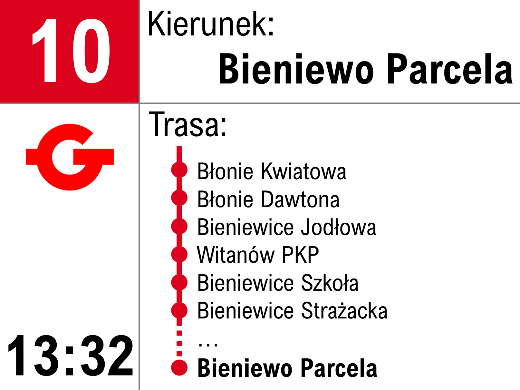 10
Kierunek:
Bieniewo Parcela
Trasa:
Błonie Kwiatowa
Błonie Dawtona
Bieniewice Jodłowa
Witanów PKP
Bieniewice Szkoła
Bieniewice Strażacka
...
Bieniewo Parcela
13:32